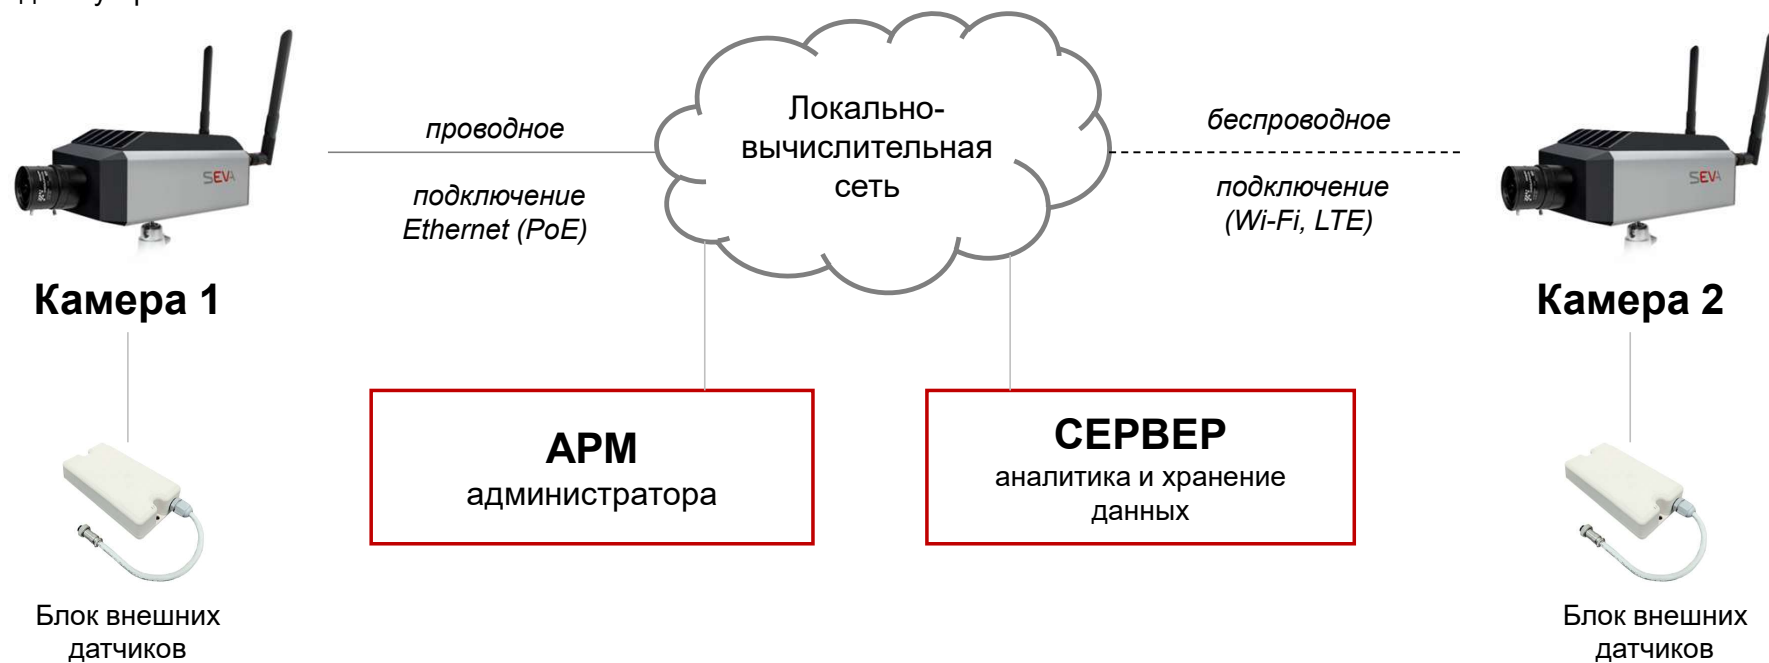 SEVA
проводное
подключение
Ethernet (PoE)
Локально-
вычислительная
сеть
беспроводное
подключение
(Wi-Fi, LTE)
SEVA
Камера 1
Камера 2
АРМ
администратора
СЕРВЕР
аналитика и хранение
данных
Блок внешних
датчиков
Блок внешних
датчиков